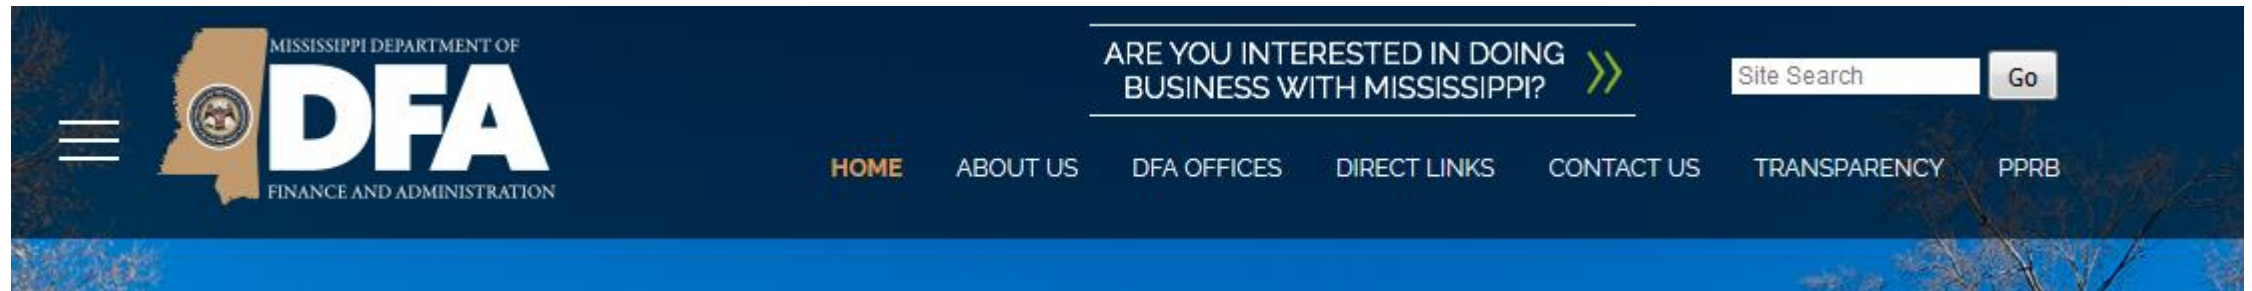 MISSISSIPPI DEPARTMENT OF
DFA
FINANCE AND ADMINISTRATION
ARE YOU INTERESTED IN DOING
BUSINESS WITH MISSISSIPPI?
Site Search
Go
HOME ABOUT US DFA OFFICES DIRECT LINKS CONTACT US TRANSPARENCY PPRB